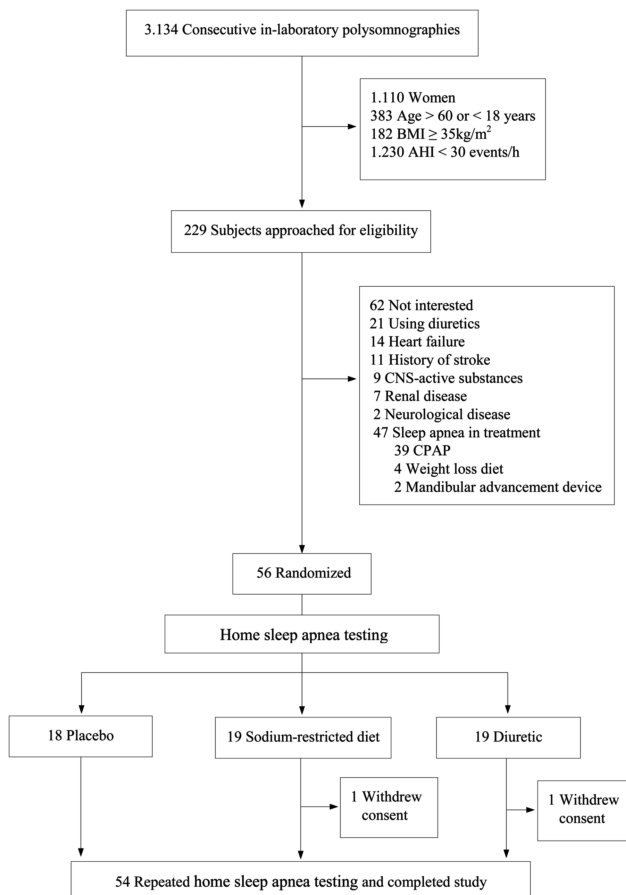 3.134 Consecutive in-laboratory polysomnographies
1.110 Women
383 Age > 60 or < 18 years
182 BMI ≥ 35kg/m²
1.230 AHI < 30 events/h
229 Subjects approached for eligibility
62 Not interested
21 Using diuretics
14 Heart failure
11 History of stroke
9 CNS-active substances
7 Renal disease
2 Neurological disease
47 Sleep apnea in treatment
39 CPAP
4 Weight loss diet
2 Mandibular advancement device
56 Randomized
Home sleep apnea testing
18 Placebo
19 Sodium-restricted diet
19 Diuretic
1 Withdrew
consent
1 Withdrew
consent
54 Repeated home sleep apnea testing and completed study